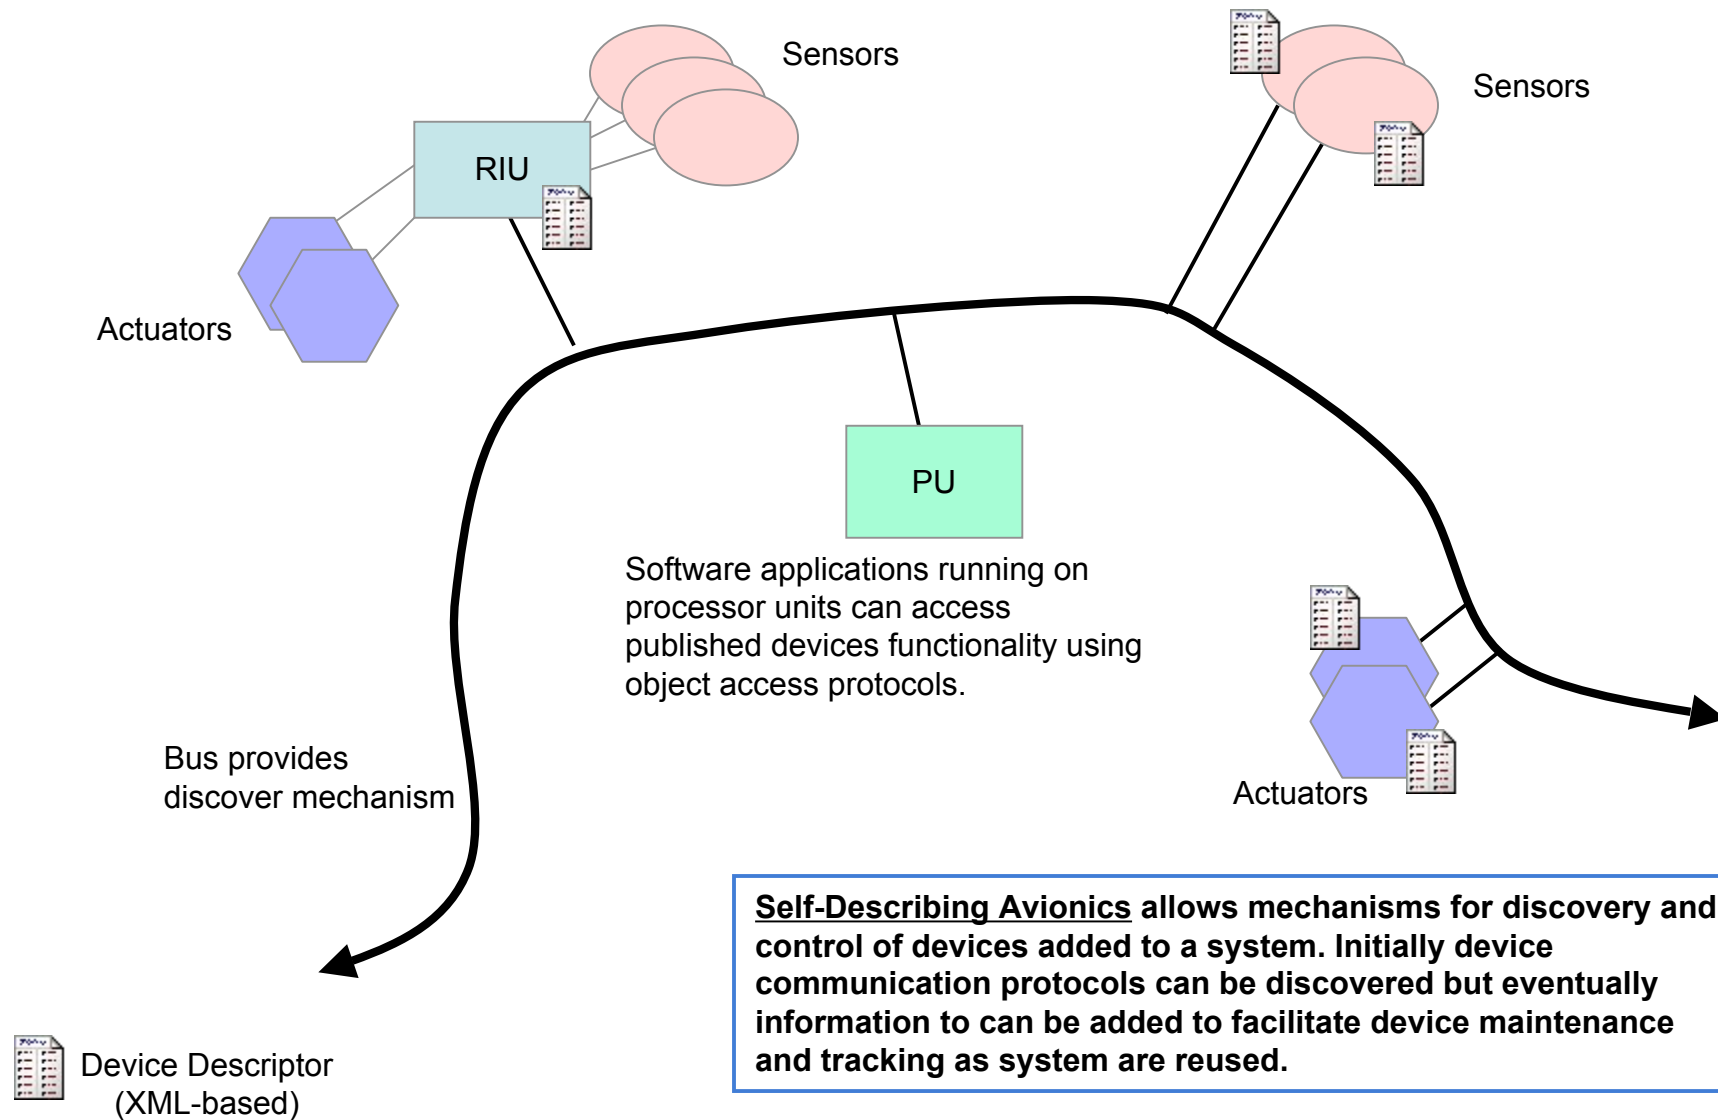 Sensors
Sensors
RIU
Actuators
PU
Software applications running on
processor units can access
published devices functionality using
object access protocols.
Bus provides
discover mechanism
Actuators
Self-Describing Avionics allows mechanisms for discovery and
control of devices added to a system. Initially device
communication protocols can be discovered but eventually
information to can be added to facilitate device maintenance
and tracking as system are reused.
Device Descriptor
(XML-based)